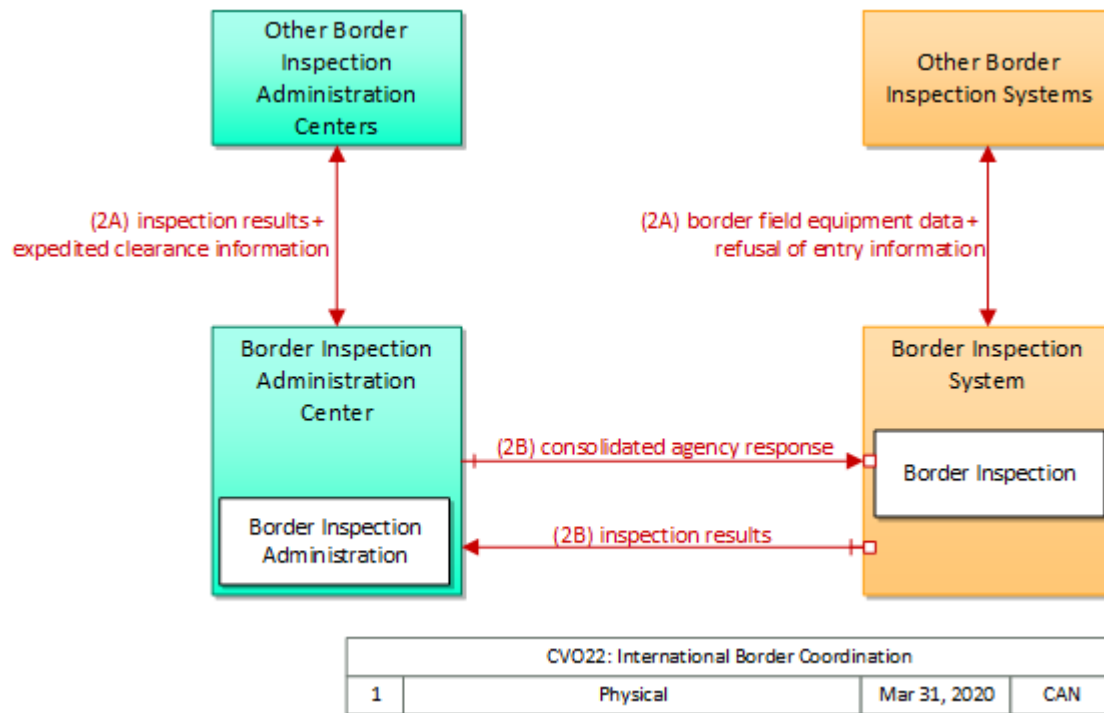 Other Border
Inspection
Administration
Centers
Other Border
Inspection Systems
(2A) inspection results +
expedited clearance information
(2A) border field equipment data +
refusal of entry information
Border Inspection
Administration
Center
Border Inspection
System
(2B) consolidated agency response
Border Inspection
Border Inspection
Administration
(2B) inspection results
CVO22: International Border Coordination
1 Physical Mar 31, 2020 CAN